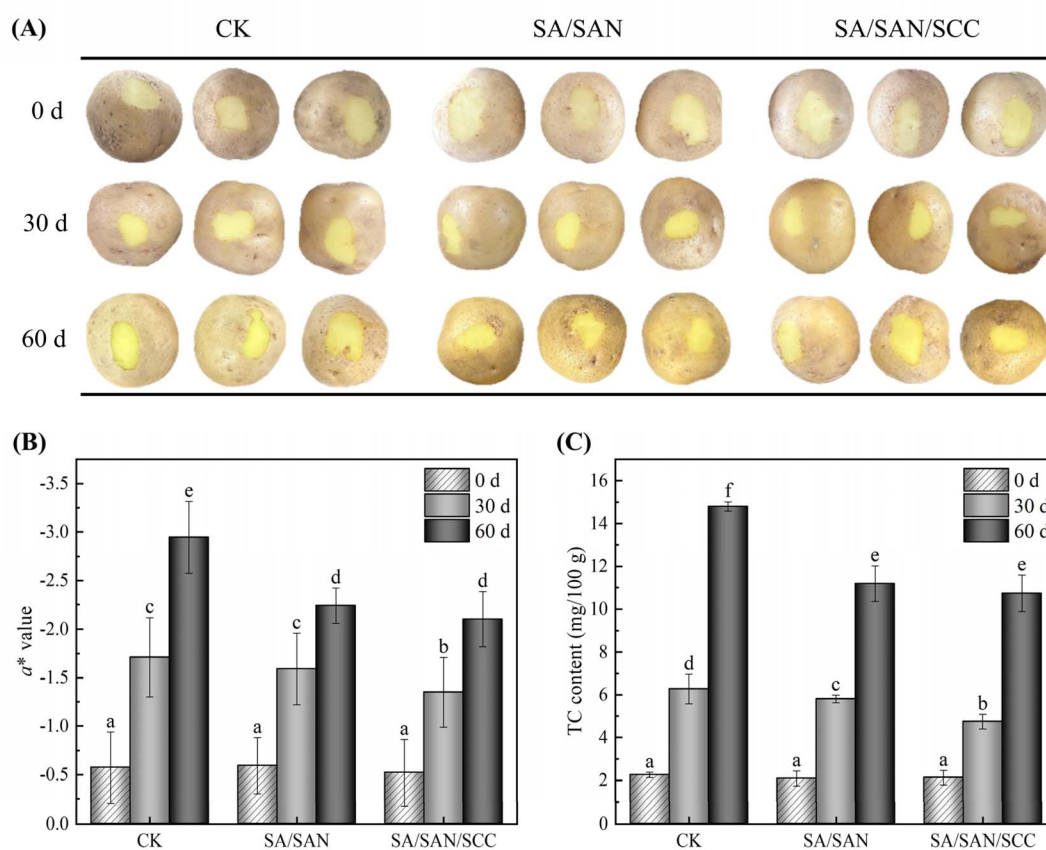 (A) CK SA/SAN SA/SAN/SCC
0 d
30 d
60 d
(B)
-3.5
-3.0
-2.5
-2.0
-1.5
-1.0
-0.5
0.0
a* value
0 d
30 d
60 d
a c e
a c d
a b d
CK SA/SAN SA/SAN/SCC
(C)
16
14
12
10
8
6
4
2
0
TC content (mg/100 g)
0 d
30 d
60 d
a d f
a c e
a b e
CK SA/SAN SA/SAN/SCC